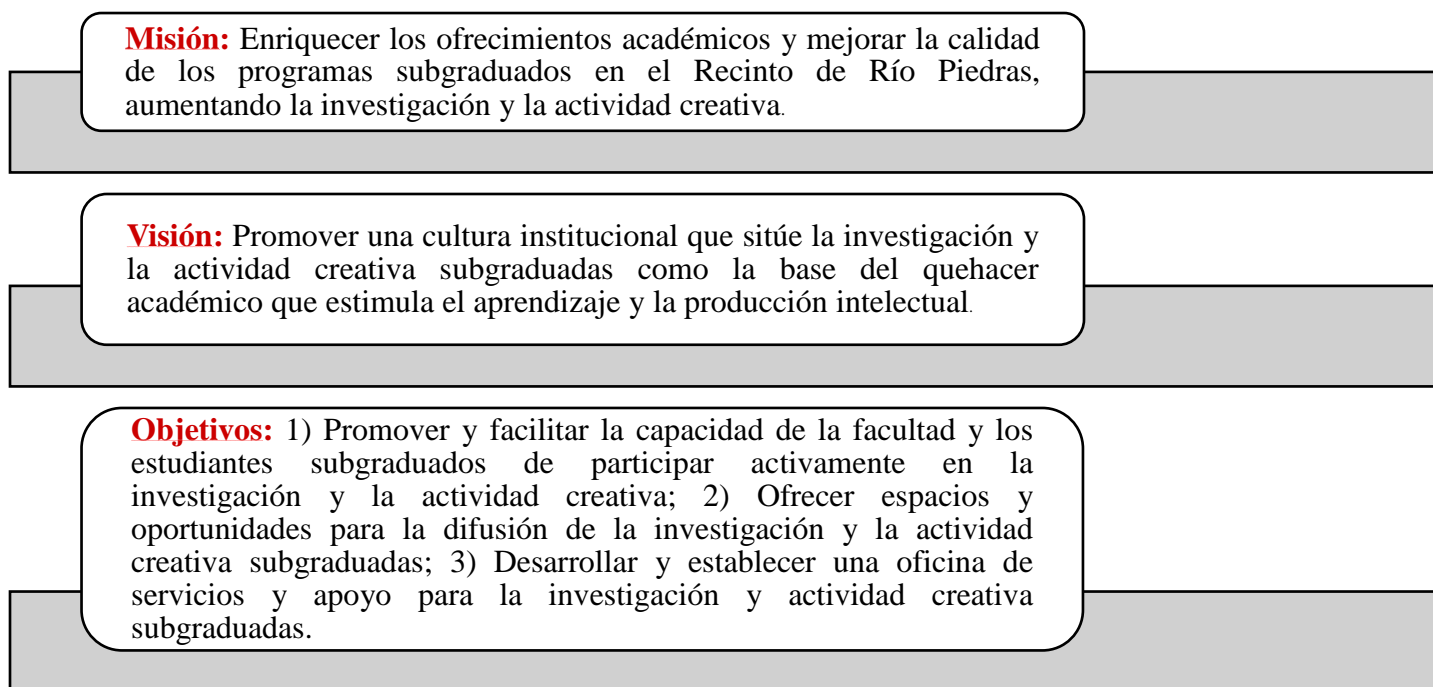 Misión: Enriquecer los ofrecimientos académicos y mejorar la calidad
de los programas subgraduados en el Recinto de Río Piedras,
aumentando la investigación y la actividad creativa.
Visión: Promover una cultura institucional que sitúe la investigación y
la actividad creativa subgraduadas como la base del quehacer
académico que estimula el aprendizaje y la producción intelectual.
Objetivos: 1) Promover y facilitar la capacidad de la facultad y los
estudiantes subgraduados de participar activamente en la
investigación y la actividad creativa; 2) Ofrecer espacios y
oportunidades para la difusión de la investigación y la actividad
creativa subgraduadas; 3) Desarrollar y establecer una oficina de
servicios y apoyo para la investigación y actividad creativa
subgraduadas.